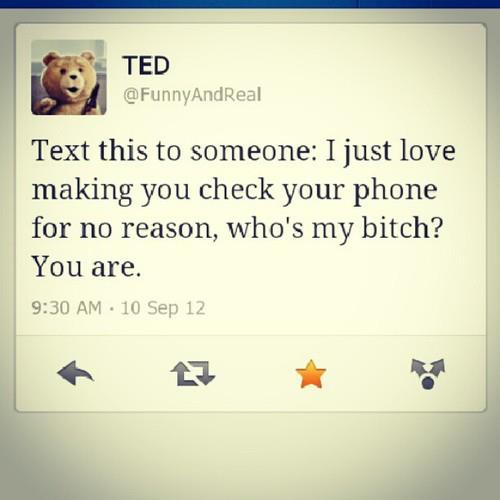 TED
@FunnyAndReal
Text this to someone: I just love
making you check your phone
for no reason, who's my bitch?
You are.
9:30 AM · 10 Sep 12